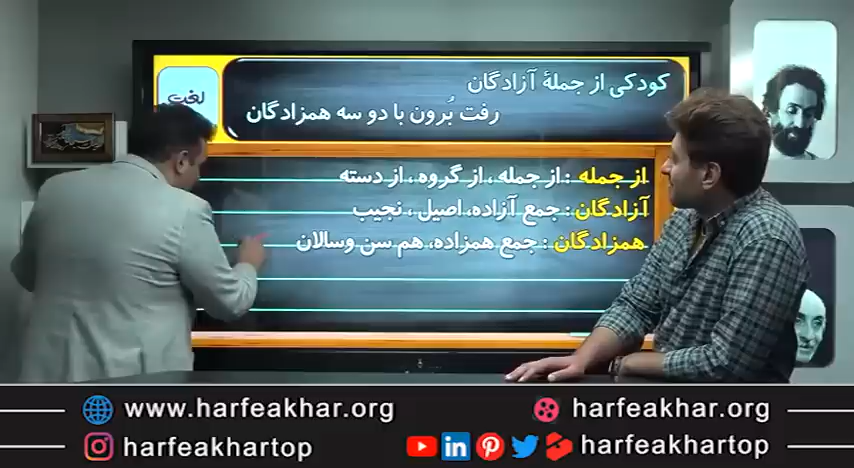 لغت
کودکی از جملهٔ آزادگان
رفت بُرون با دو سه همزادگان
از جمله : از جمله ، از گروه ، از دسته
آزادگان : جمع آزاده، اصیل ، نجیب
همزادگان : جمع همزاده، هم سن وسالان
www.harfeakhar.org
harfeakhar.org
harfeakhartop
harfeakhartop